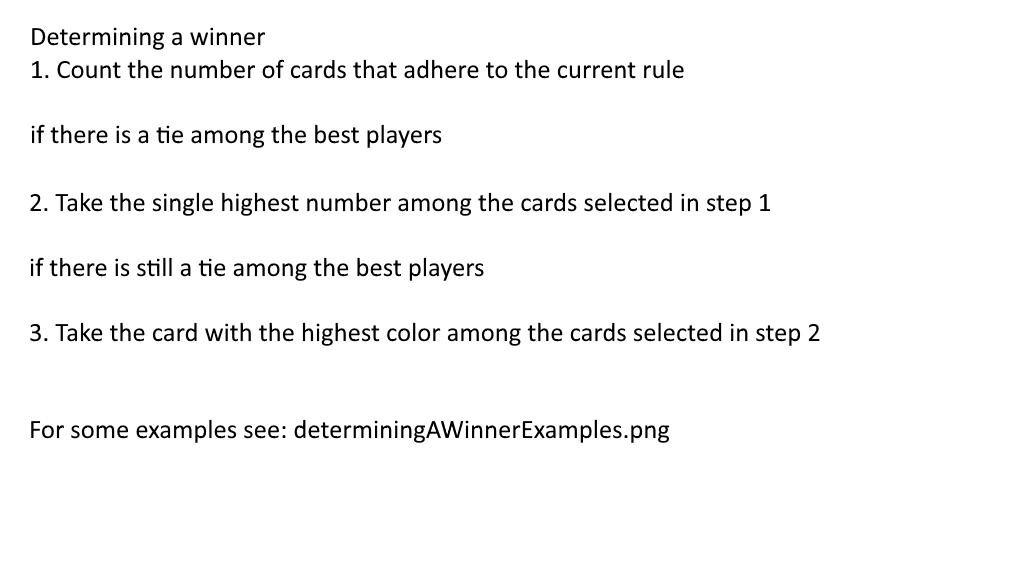 Determining a winner
1. Count the number of cards that adhere to the current rule
if there is a tie among the best players
2. Take the single highest number among the cards selected in step 1
if there is still a tie among the best players
3. Take the card with the highest color among the cards selected in step 2
For some examples see: determiningAWinnerExamples.png